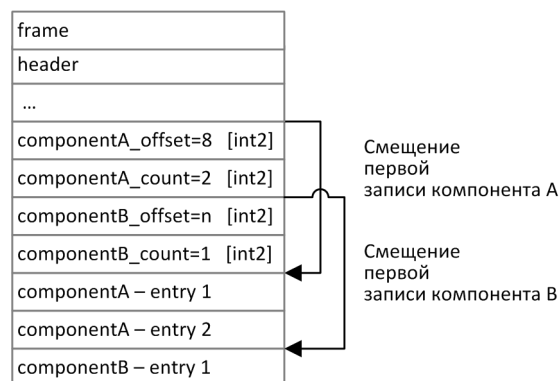 frame
header
...
componentA_offset=8 [int2]
componentA_count=2 [int2]
componentB_offset=n [int2]
componentB_count=1 [int2]
componentA – entry 1
componentA – entry 2
componentB – entry 1
Смещение
первой
записи компонента A
Смещение
первой
записи компонента B